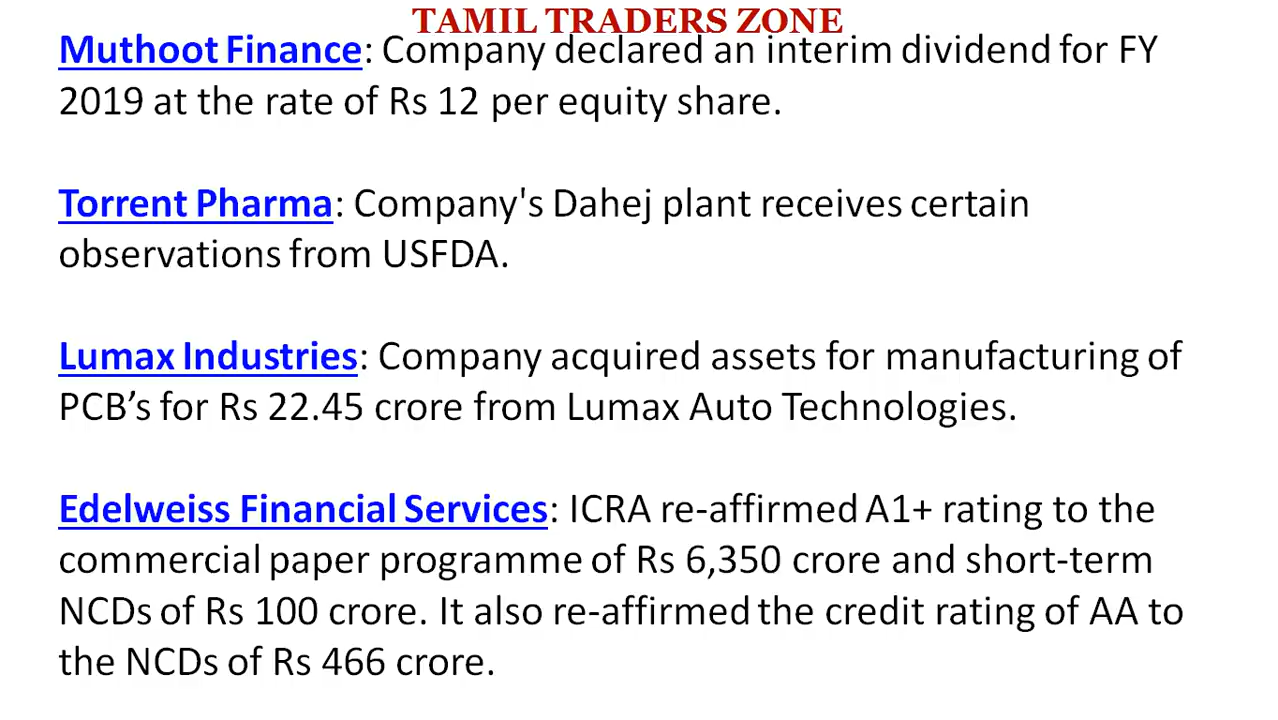 TAMIL TRADERS ZONE
Muthoot Finance: Company declared an interim dividend for FY
2019 at the rate of Rs 12 per equity share.
Torrent Pharma: Company's Dahej plant receives certain
observations from USFDA.
Lumax Industries: Company acquired assets for manufacturing of
PCB’s for Rs 22.45 crore from Lumax Auto Technologies.
Edelweiss Financial Services: ICRA re-affirmed A1+ rating to the
commercial paper programme of Rs 6,350 crore and short-term
NCDs of Rs 100 crore. It also re-affirmed the credit rating of AA to
the NCDs of Rs 466 crore.